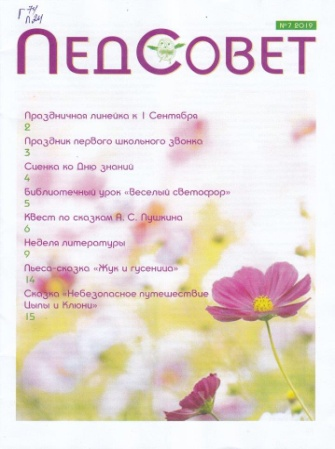 Г 74
П 24
№7 2019
ПедСовет
Праздничная линейка к 1 Сентября
2
Праздник первого школьного звонка
3
Сценка ко Дню знаний
4
Библиотечный урок «Веселый светофор»
5
Квест по сказкам А. С. Пушкина
6
Неделя литературы
9
Пьеса-сказка «Жук и гусеница»
14
Сказка «Небезопасное путешествие
Цыпы и Клюни»
15